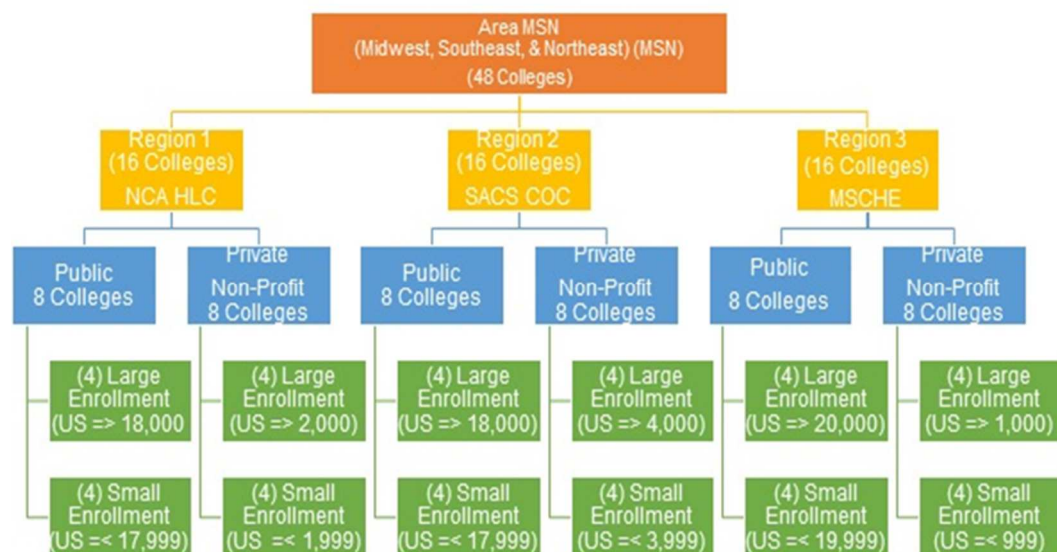 Area MSN
(Midwest, Southeast, & Northeast) (MSN)
(48 Colleges)
Region 1
(16 Colleges)
NCA HLC
Region 2
(16 Colleges)
SACS COC
Region 3
(16 Colleges)
MSCHE
Public
8 Colleges
Private
Non-Profit
8 Colleges
Public
8 Colleges
Private
Non-Profit
8 Colleges
Public
8 Colleges
Private
Non-Profit
8 Colleges
(4) Large
Enrollment
(US => 18,000
(4) Large
Enrollment
(US => 2,000)
(4) Large
Enrollment
(US => 18,000)
(4) Large
Enrollment
(US => 4,000)
(4) Large
Enrollment
(US => 20,000)
(4) Large
Enrollment
(US => 1,000)
(4) Small
Enrollment
(US =< 17,999)
(4) Small
Enrollment
(US =< 1,999)
(4) Small
Enrollment
(US =< 17,999)
(4) Small
Enrollment
(US =< 3,999)
(4) Small
Enrollment
(US =< 19,999)
(4) Small
Enrollment
(US =< 999)